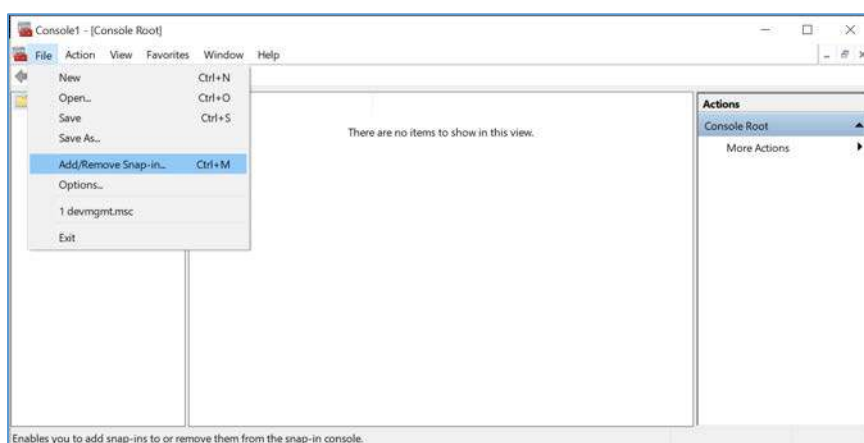 Console1 - [Console Root]
File Action View Favorites Window Help
New Ctrl+N
Open... Ctrl+O
Save Ctrl+S
Save As...
Add/Remove Snap-in... Ctrl+M
Options...
1 devmgmt.msc
Exit
There are no items to show in this view.
Actions
Console Root
More Actions
Enables you to add snap-ins to or remove them from the snap-in console.